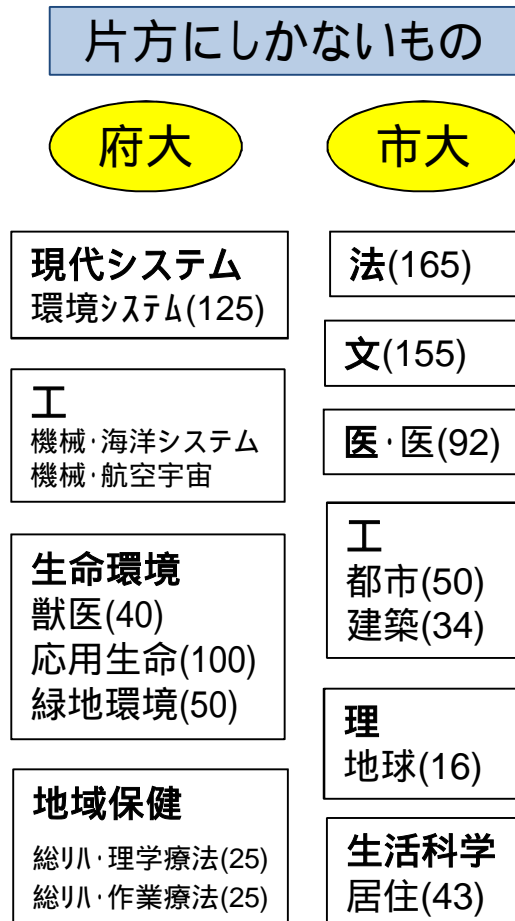 片方にしかないもの
府大
現代システム
環境ｼｽﾃﾑ(125)
工
機械･海洋システム
機械･航空宇宙
生命環境
獣医(40)
応用生命(100)
緑地環境(50)
地域保健
総ﾘﾊ･理学療法(25)
総ﾘﾊ･作業療法(25)
市大
法(165)
文(155)
医･医(92)
工
都市(50)
建築(34)
理
地球(16)
生活科学
居住(43)